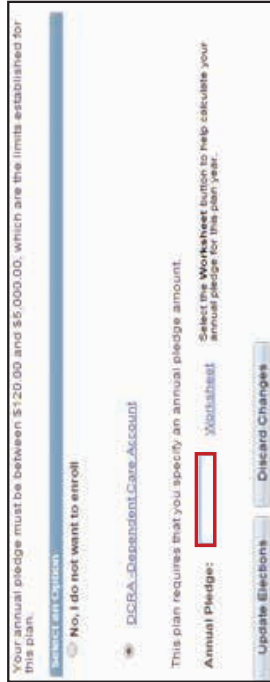 Your annual pledge must be between $120.00 and $5,000.00, which are the limits established for
this plan.
Select an Option
No, I do not want to enroll
DCRA -Dependent Care Account
This plan requires that you specify an annual pledge amount.
Annual Pledge: Worksheet Select the Worksheet button to help calculate your
annual pledge for this plan year.
Update Elections Discard Changes